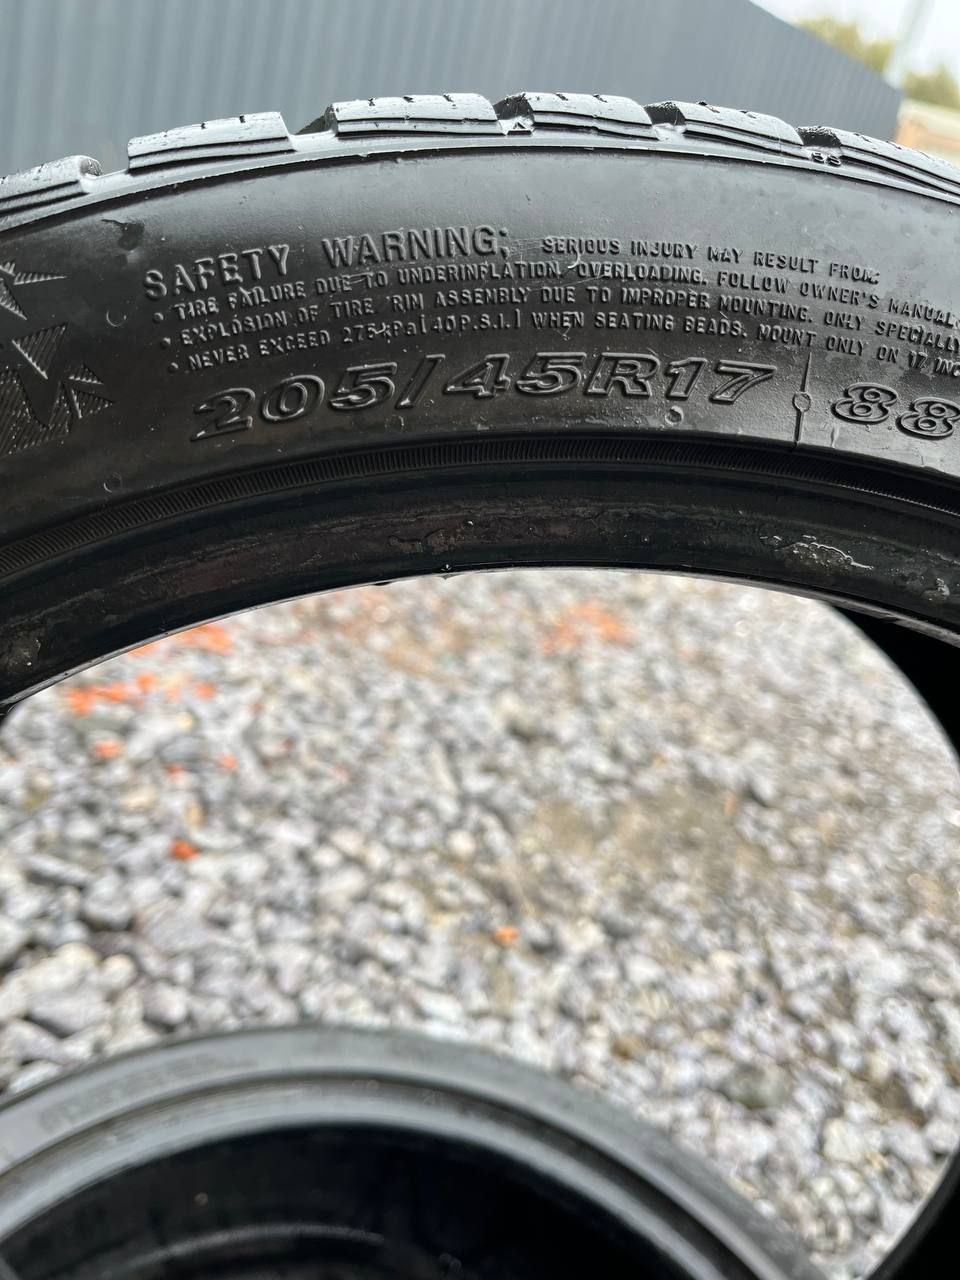 SAFETY WARNING; SERIOUS INJURY MAY RESULT FROM:
• TIRE FAILURE DUE TO UNDERINFLATION. OVERLOADING. FOLLOW OWNER'S MANUAL
• EXPLOSION OF TIRE RIM ASSEMBLY DUE TO IMPROPER MOUNTING. ONLY SPECIALLY
• NEVER EXCEED 275kPa (40P.S.I.) WHEN SEATING BEADS. MOUNT ONLY ON 17 INC
205/45R17 88